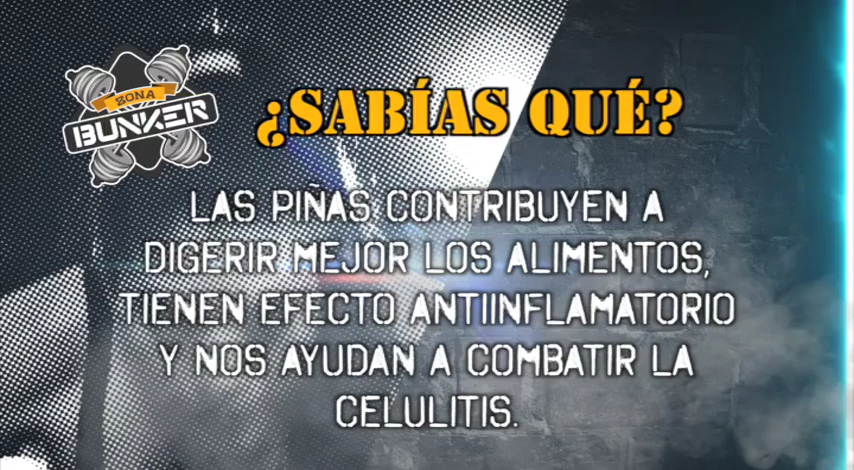 ZONA
BUNKER
¿SABÍAS QUÉ?
LAS PIÑAS CONTRIBUYEN A
DIGERIR MEJOR LOS ALIMENTOS,
TIENEN EFECTO ANTIINFLAMATORIO
Y NOS AYUDAN A COMBATIR LA
CELULITIS.